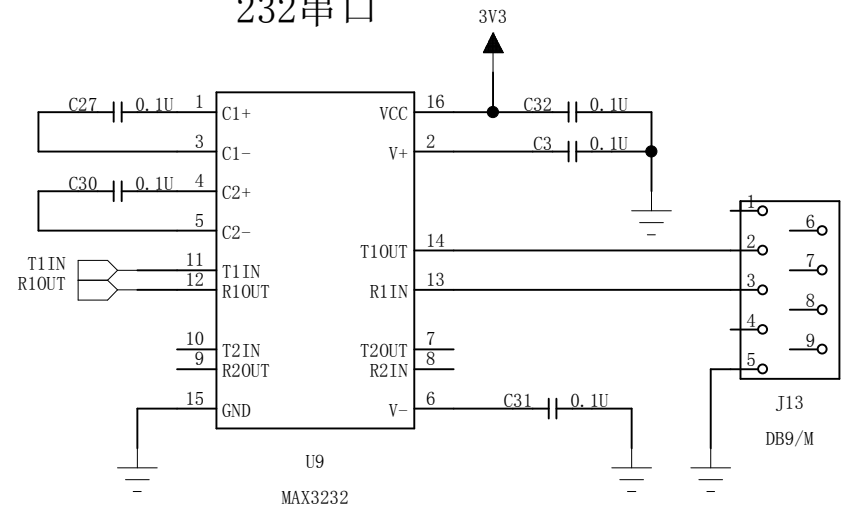 232串口
3V3
C27 0.1U 1 C1+
VCC 16 C32 0.1U
3 C1-
V+ 2 C3 0.1U
C30 0.1U 4 C2+
5 C2-
1
6
T1OUT 14 2
T1IN 11 T1IN
7
R1OUT 12 R1OUT
R1IN 13 3
8
4
10 T2IN
T2OUT 7
9
9 R2OUT
R2IN 8
5
15 GND
V- 6 C31 0.1U
J13
DB9/M
U9
MAX3232